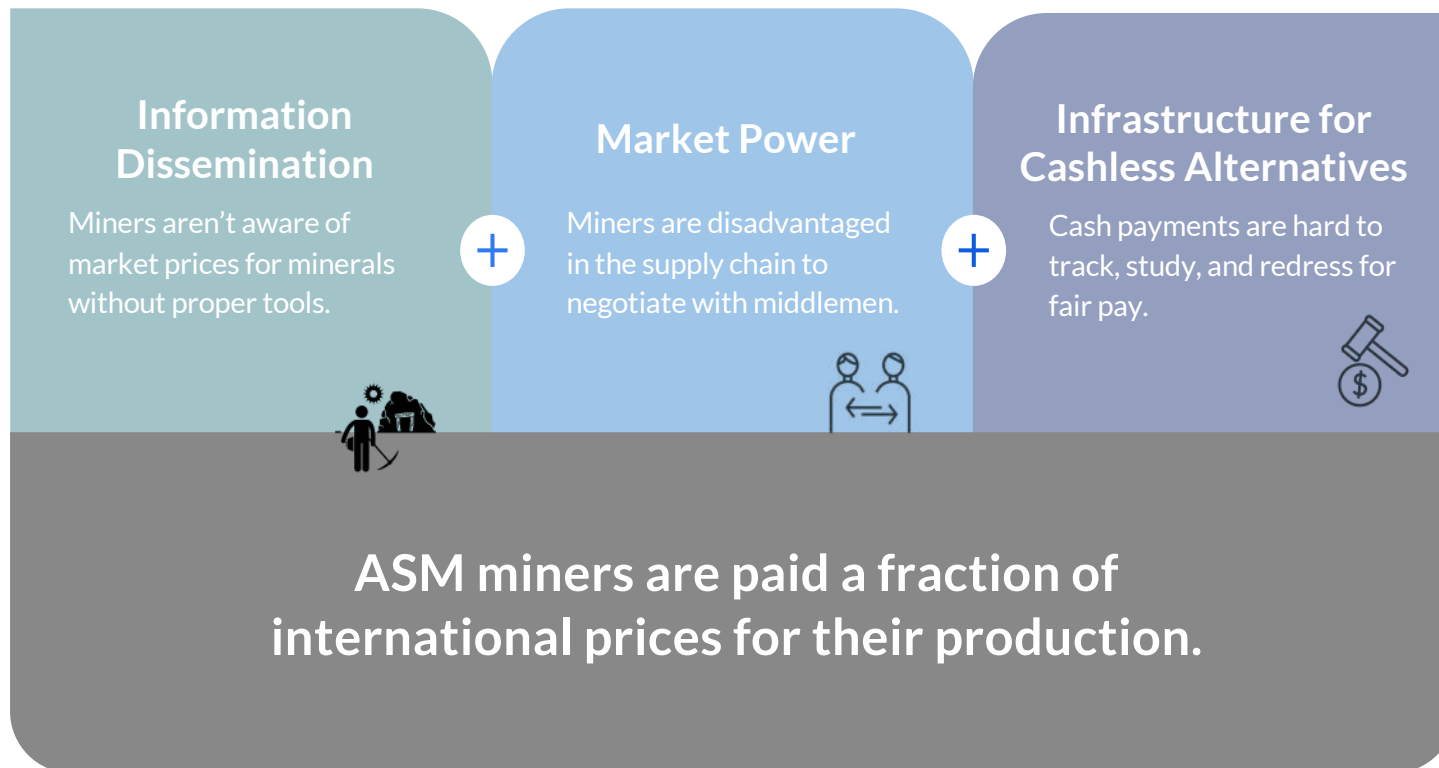 Information
Dissemination
Miners aren’t aware of
market prices for minerals
without proper tools.
Market Power
Miners are disadvantaged
in the supply chain to
negotiate with middlemen.
Infrastructure for
Cashless Alternatives
Cash payments are hard to
track, study, and redress for
fair pay.
$
ASM miners are paid a fraction of
international prices for their production.